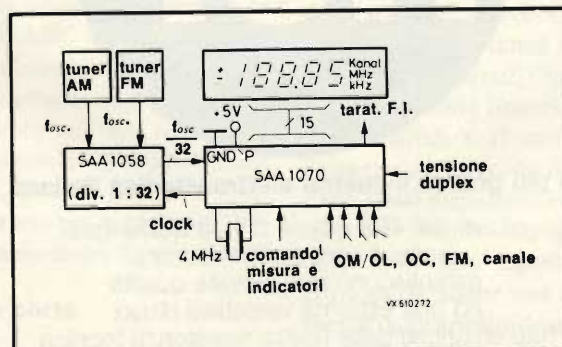 tuner AM
tuner FM
± 188.8.5 Kanal MHz kHz
+5V
tarat. F.I.
fosc.
fosc.
fosc
32
15
GND P
SAA 1058
(div. 1:32)
SAA 1070
tensione duplex
clock
4 MHz
comando misura e indicatori
OM/OL, OC, FM, canale
VX 610272